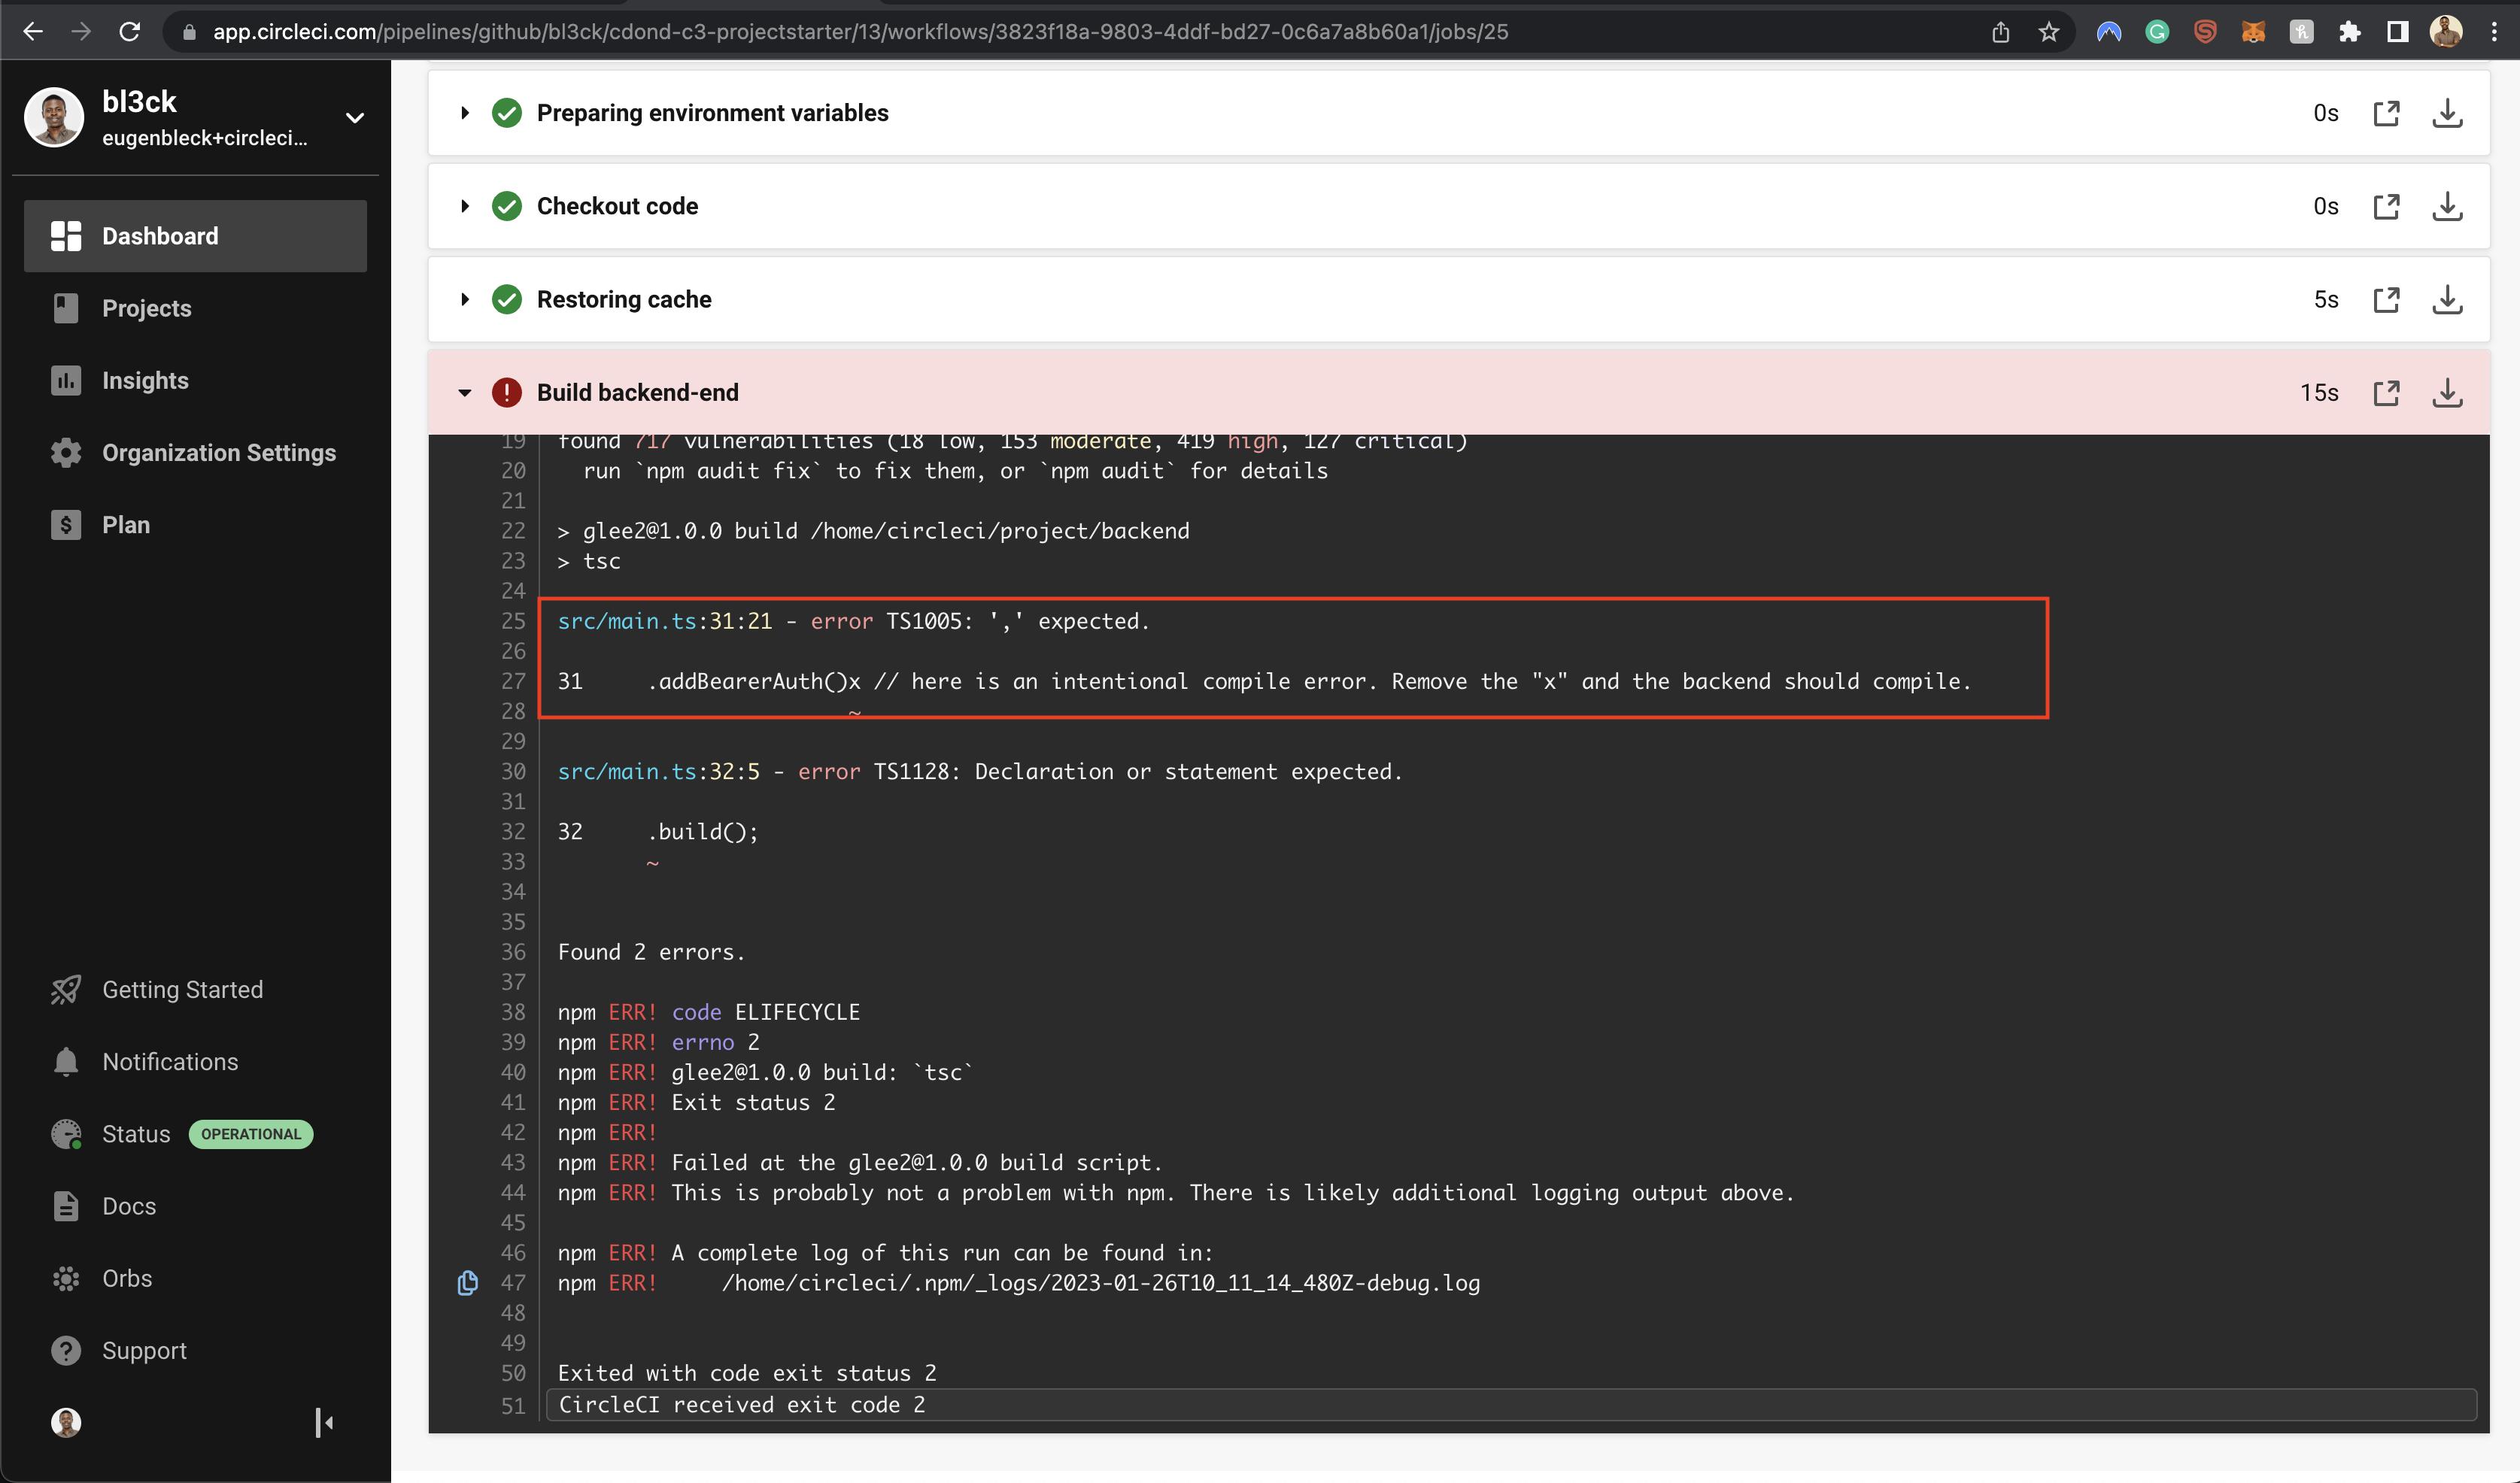 app.circleci.com/pipelines/github/bl3ck/cdond-c3-projectstarter/13/workflows/3823f18a-9803-4ddf-bd27-0c6a7a8b60a1/jobs/25
bl3ck
eugenbleck+circleci...
Dashboard
Projects
Insights
Organization Settings
Plan
Getting Started
Notifications
Status OPERATIONAL
Docs
Orbs
Support
Preparing environment variables 0s
Checkout code 0s
Restoring cache 5s
Build backend-end 15s
19 found 717 vulnerabilities (18 low, 153 moderate, 419 high, 127 critical)
20 run `npm audit fix` to fix them, or `npm audit` for details
21
22 > glee2@1.0.0 build /home/circleci/project/backend
23 > tsc
24
25 src/main.ts:31:21 - error TS1005: ',' expected.
26
27 31 .addBearerAuth()x // here is an intentional compile error. Remove the "x" and the backend should compile.
28 ~
29
30 src/main.ts:32:5 - error TS1128: Declaration or statement expected.
31
32 32 .build();
33 ~
34
35
36 Found 2 errors.
37
38 npm ERR! code ELIFECYCLE
39 npm ERR! errno 2
40 npm ERR! glee2@1.0.0 build: `tsc`
41 npm ERR! Exit status 2
42 npm ERR!
43 npm ERR! Failed at the glee2@1.0.0 build script.
44 npm ERR! This is probably not a problem with npm. There is likely additional logging output above.
45
46 npm ERR! A complete log of this run can be found in:
47 npm ERR! /home/circleci/.npm/_logs/2023-01-26T10_11_14_480Z-debug.log
48
49
50 Exited with code exit status 2
51 CircleCI received exit code 2